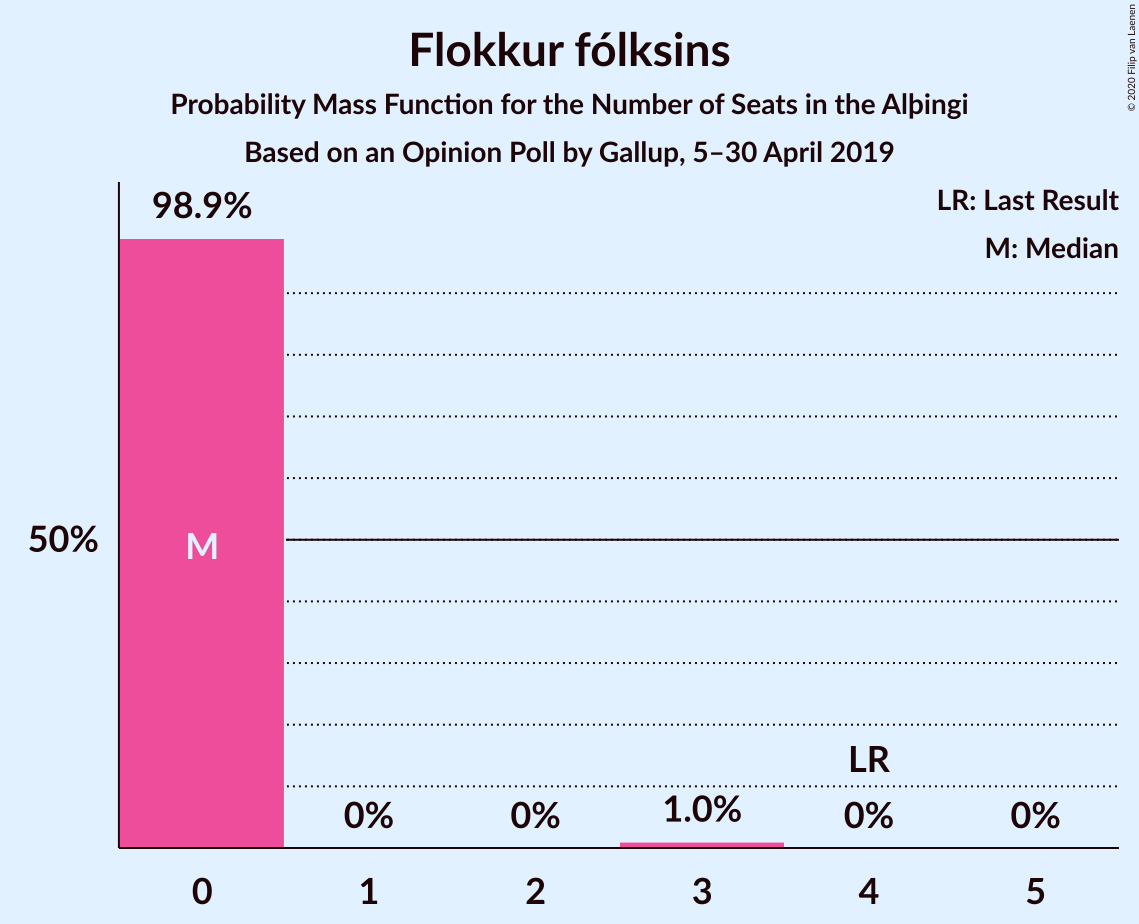 Flokkur fólksins
Probability Mass Function for the Number of Seats in the Alþingi
Based on an Opinion Poll by Gallup, 5–30 April 2019
© 2020 Filip van Laenen
LR: Last Result
M: Median
98.9%
50%
M
LR
0%
0%
1.0%
0%
0%
0
1
2
3
4
5